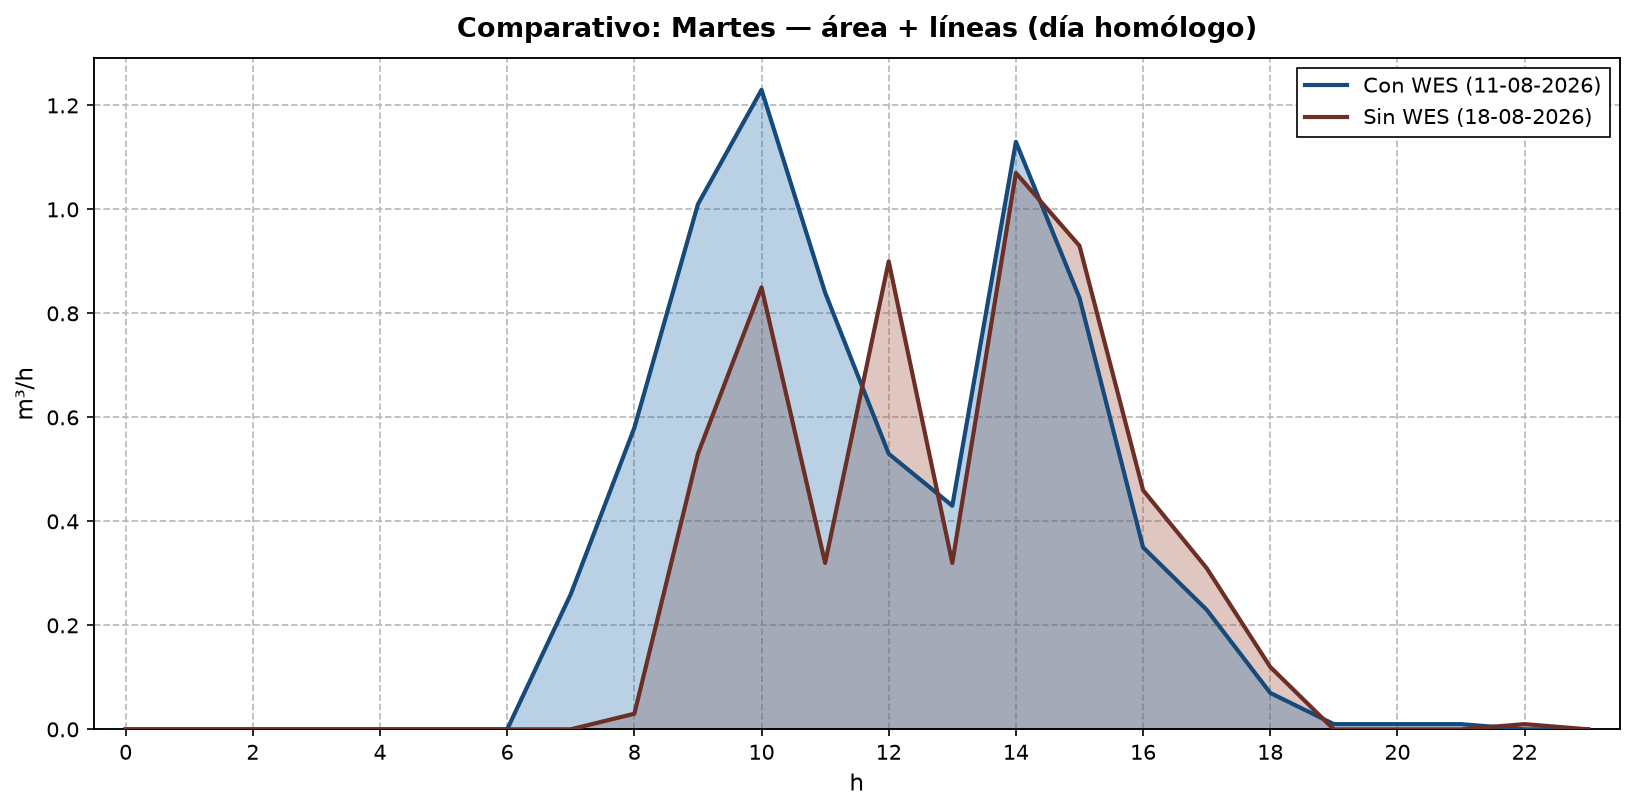 Comparativo: Martes — área + líneas (día homólogo)
Con WES (11-08-2026)
Sin WES (18-08-2026)
m³/h
1.2
1.0
0.8
0.6
0.4
0.2
0.0
0 2 4 6 8 10 12 14 16 18 20 22
h